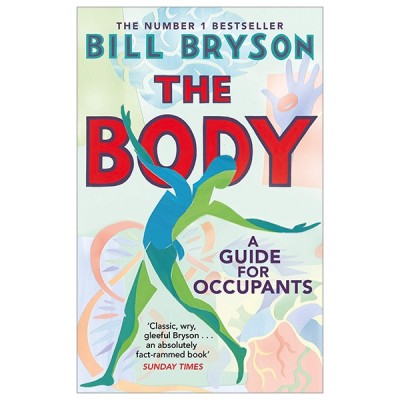 THE NUMBER 1 BESTSELLER
BILL BRYSON
THE
BODY
A
GUIDE
FOR
OCCUPANTS
‘Classic, wry,
gleeful Bryson . . .
an absolutely
fact-rammed book’
SUNDAY TIMES